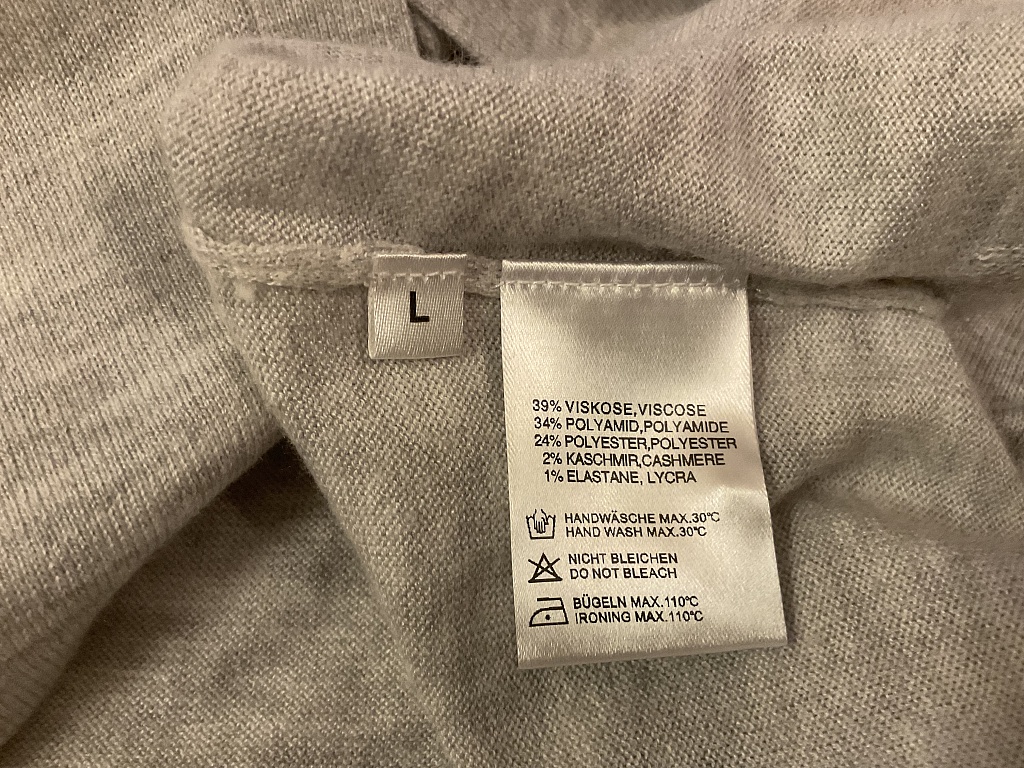 L
39% VISKOSE,VISCOSE
34% POLYAMID,POLYAMIDE
24% POLYESTER,POLYESTER
2% KASCHMIR,CASHMERE
1% ELASTANE, LYCRA
HANDWÄSCHE MAX.30°C
HAND WASH MAX.30°C
NICHT BLEICHEN
DO NOT BLEACH
BÜGELN MAX.110°C
IRONING MAX.110°C